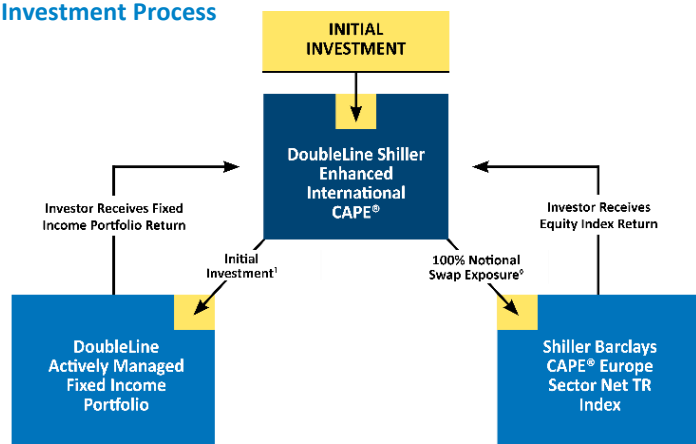 Investment Process
INITIAL
INVESTMENT
DoubleLine Shiller
Enhanced
International
CAPE®
Investor Receives Fixed
Income Portfolio Return
Investor Receives
Equity Index Return
Initial
Investment¹
100% Notional
Swap Exposure⁰
DoubleLine
Actively Managed
Fixed Income
Portfolio
Shiller Barclays
CAPE® Europe
Sector Net TR
Index